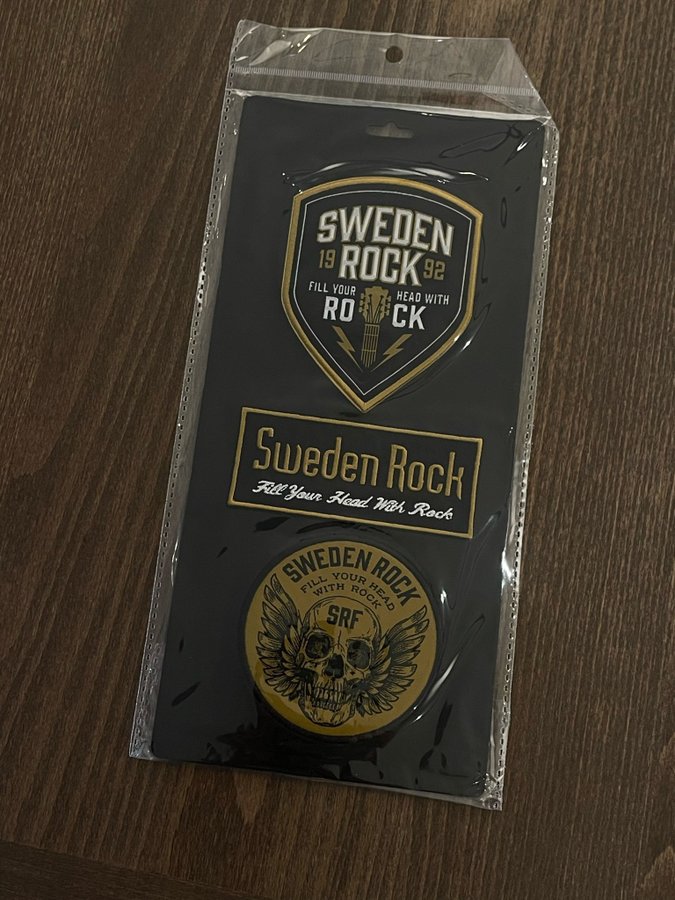 SWEDEN
19 ROCK 92
FILL YOUR HEAD WITH
ROCK
Sweden Rock
Fill Your Head With Rock
SWEDEN ROCK
FILL YOUR HEAD
WITH ROCK
SRF